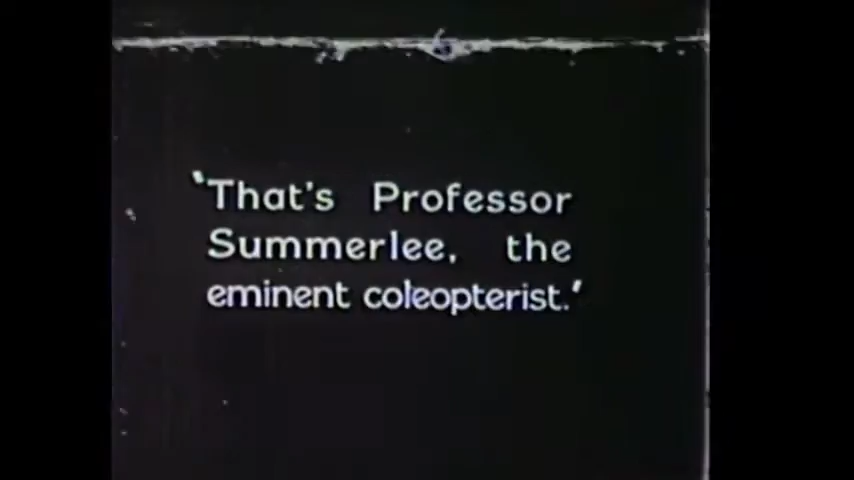 'That's Professor
Summerlee, the
eminent coleopterist.'